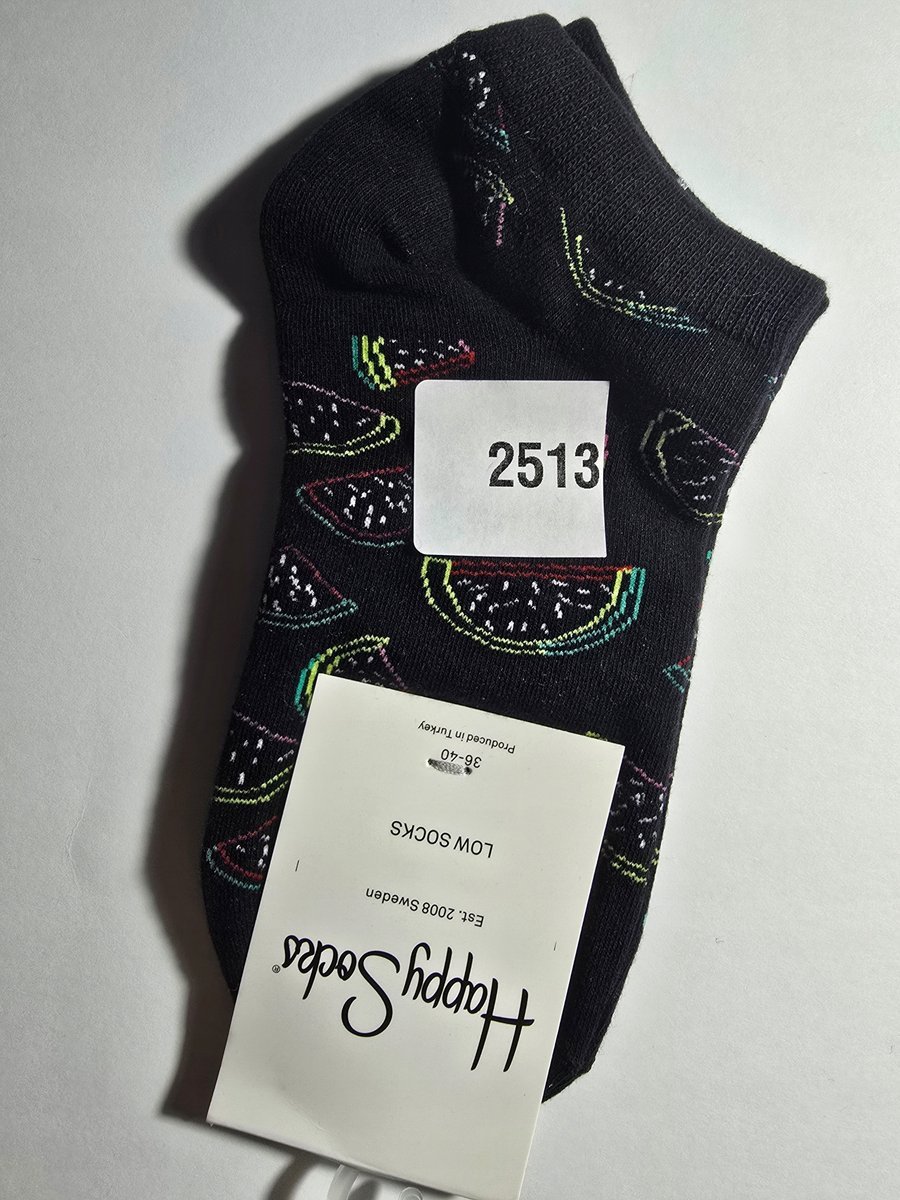 2513
Happy Socks®
Est. 2008 Sweden
LOW SOCKS
36-40
Produced in Turkey